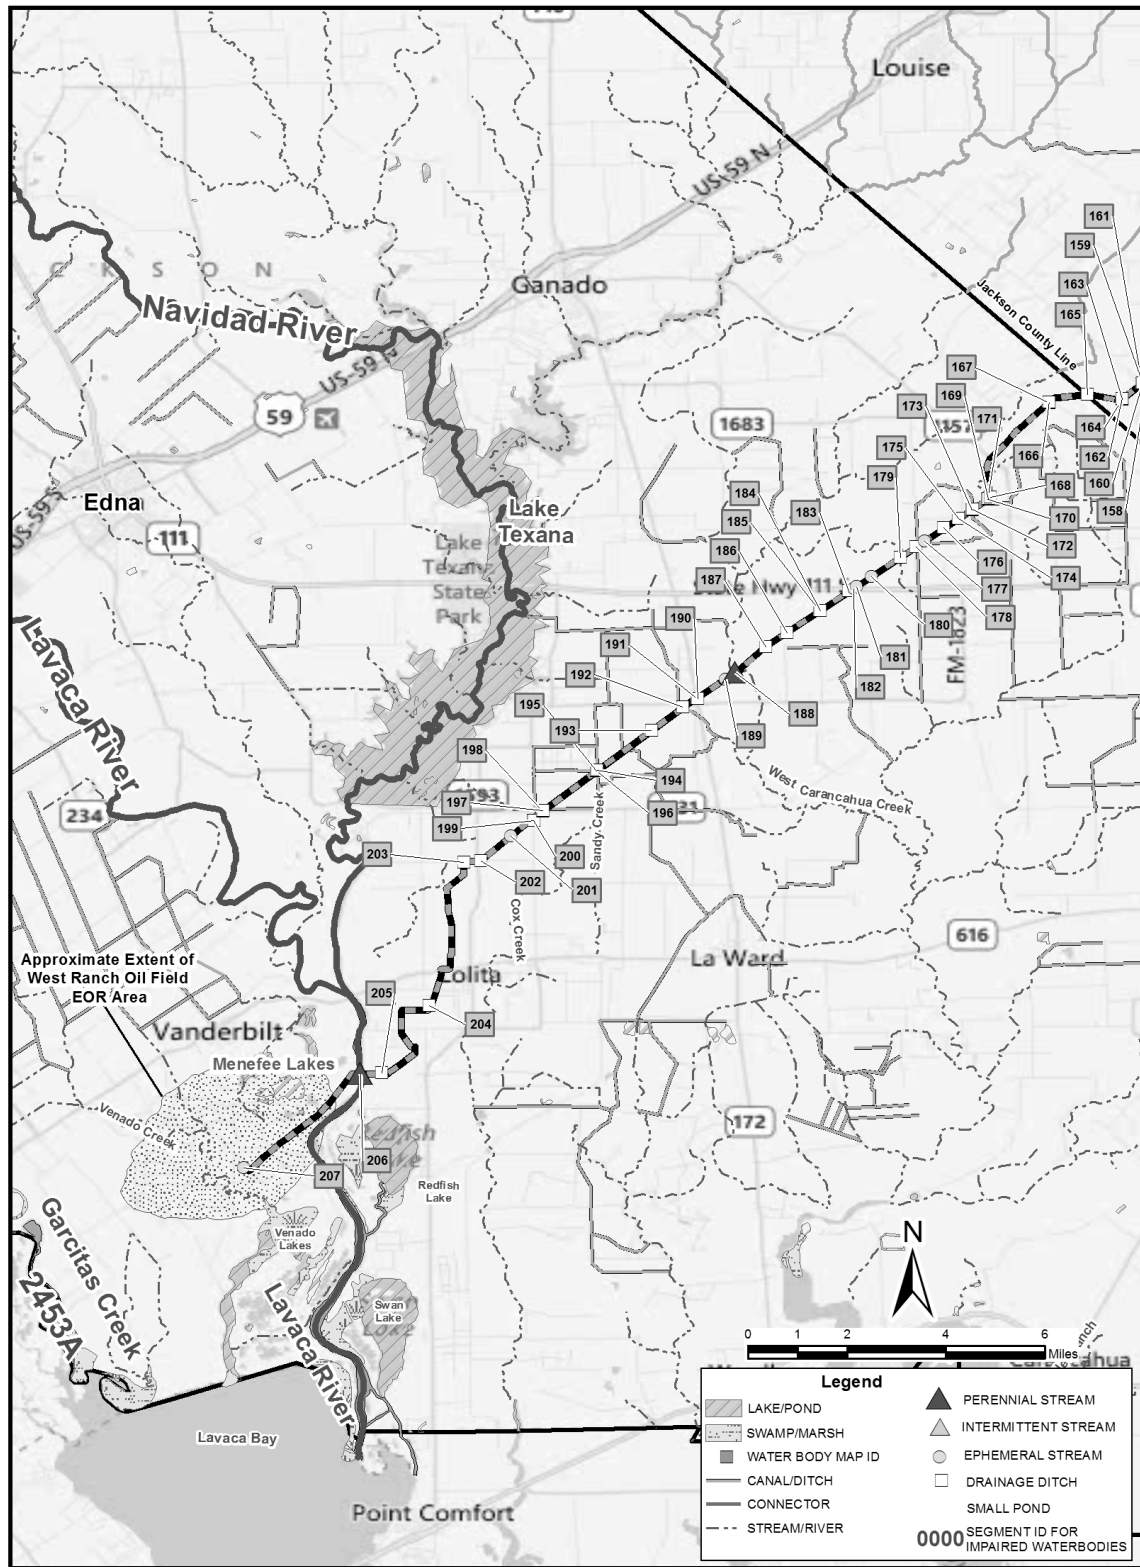 Louise
US-59 N
161
159
163
165
Jackson County Line
K S O N
Ganado
Navidad River
US-59 N
59
167
169
171
173
1683
175
164
166
162
179
160
168
158
170
184
183
185
Edna
Lake
Texana
172
US-59 S
111
Lake
Texana
State
Park
186
176
174
187
State Hwy 111 S
177
178
180
FM-1823
190
181
191
182
Lavaca River
192
188
195
193
189
198
194
West Carancahua Creek
234
197
196
199
Sandy Creek
203
200
202
201
Cox Creek
616
La Ward
Approximate Extent of
West Ranch Oil Field
EOR Area
Lolita
205
204
Vanderbilt
Menefee Lakes
Venado Creek
172
Redfish
Lake
206
207
Redfish
Lake
Garcitas Creek
2453A
Venado
Lakes
N
Lavaca River
Swan
Lake
0 1 2 4 6
Miles
Lavaca Bay
Point Comfort
Legend
LAKE/POND
SWAMP/MARSH
WATER BODY MAP ID
CANAL/DITCH
CONNECTOR
STREAM/RIVER
PERENNIAL STREAM
INTERMITTENT STREAM
EPHEMERAL STREAM
DRAINAGE DITCH
SMALL POND
0000 SEGMENT ID FOR
IMPAIRED WATERBODIES